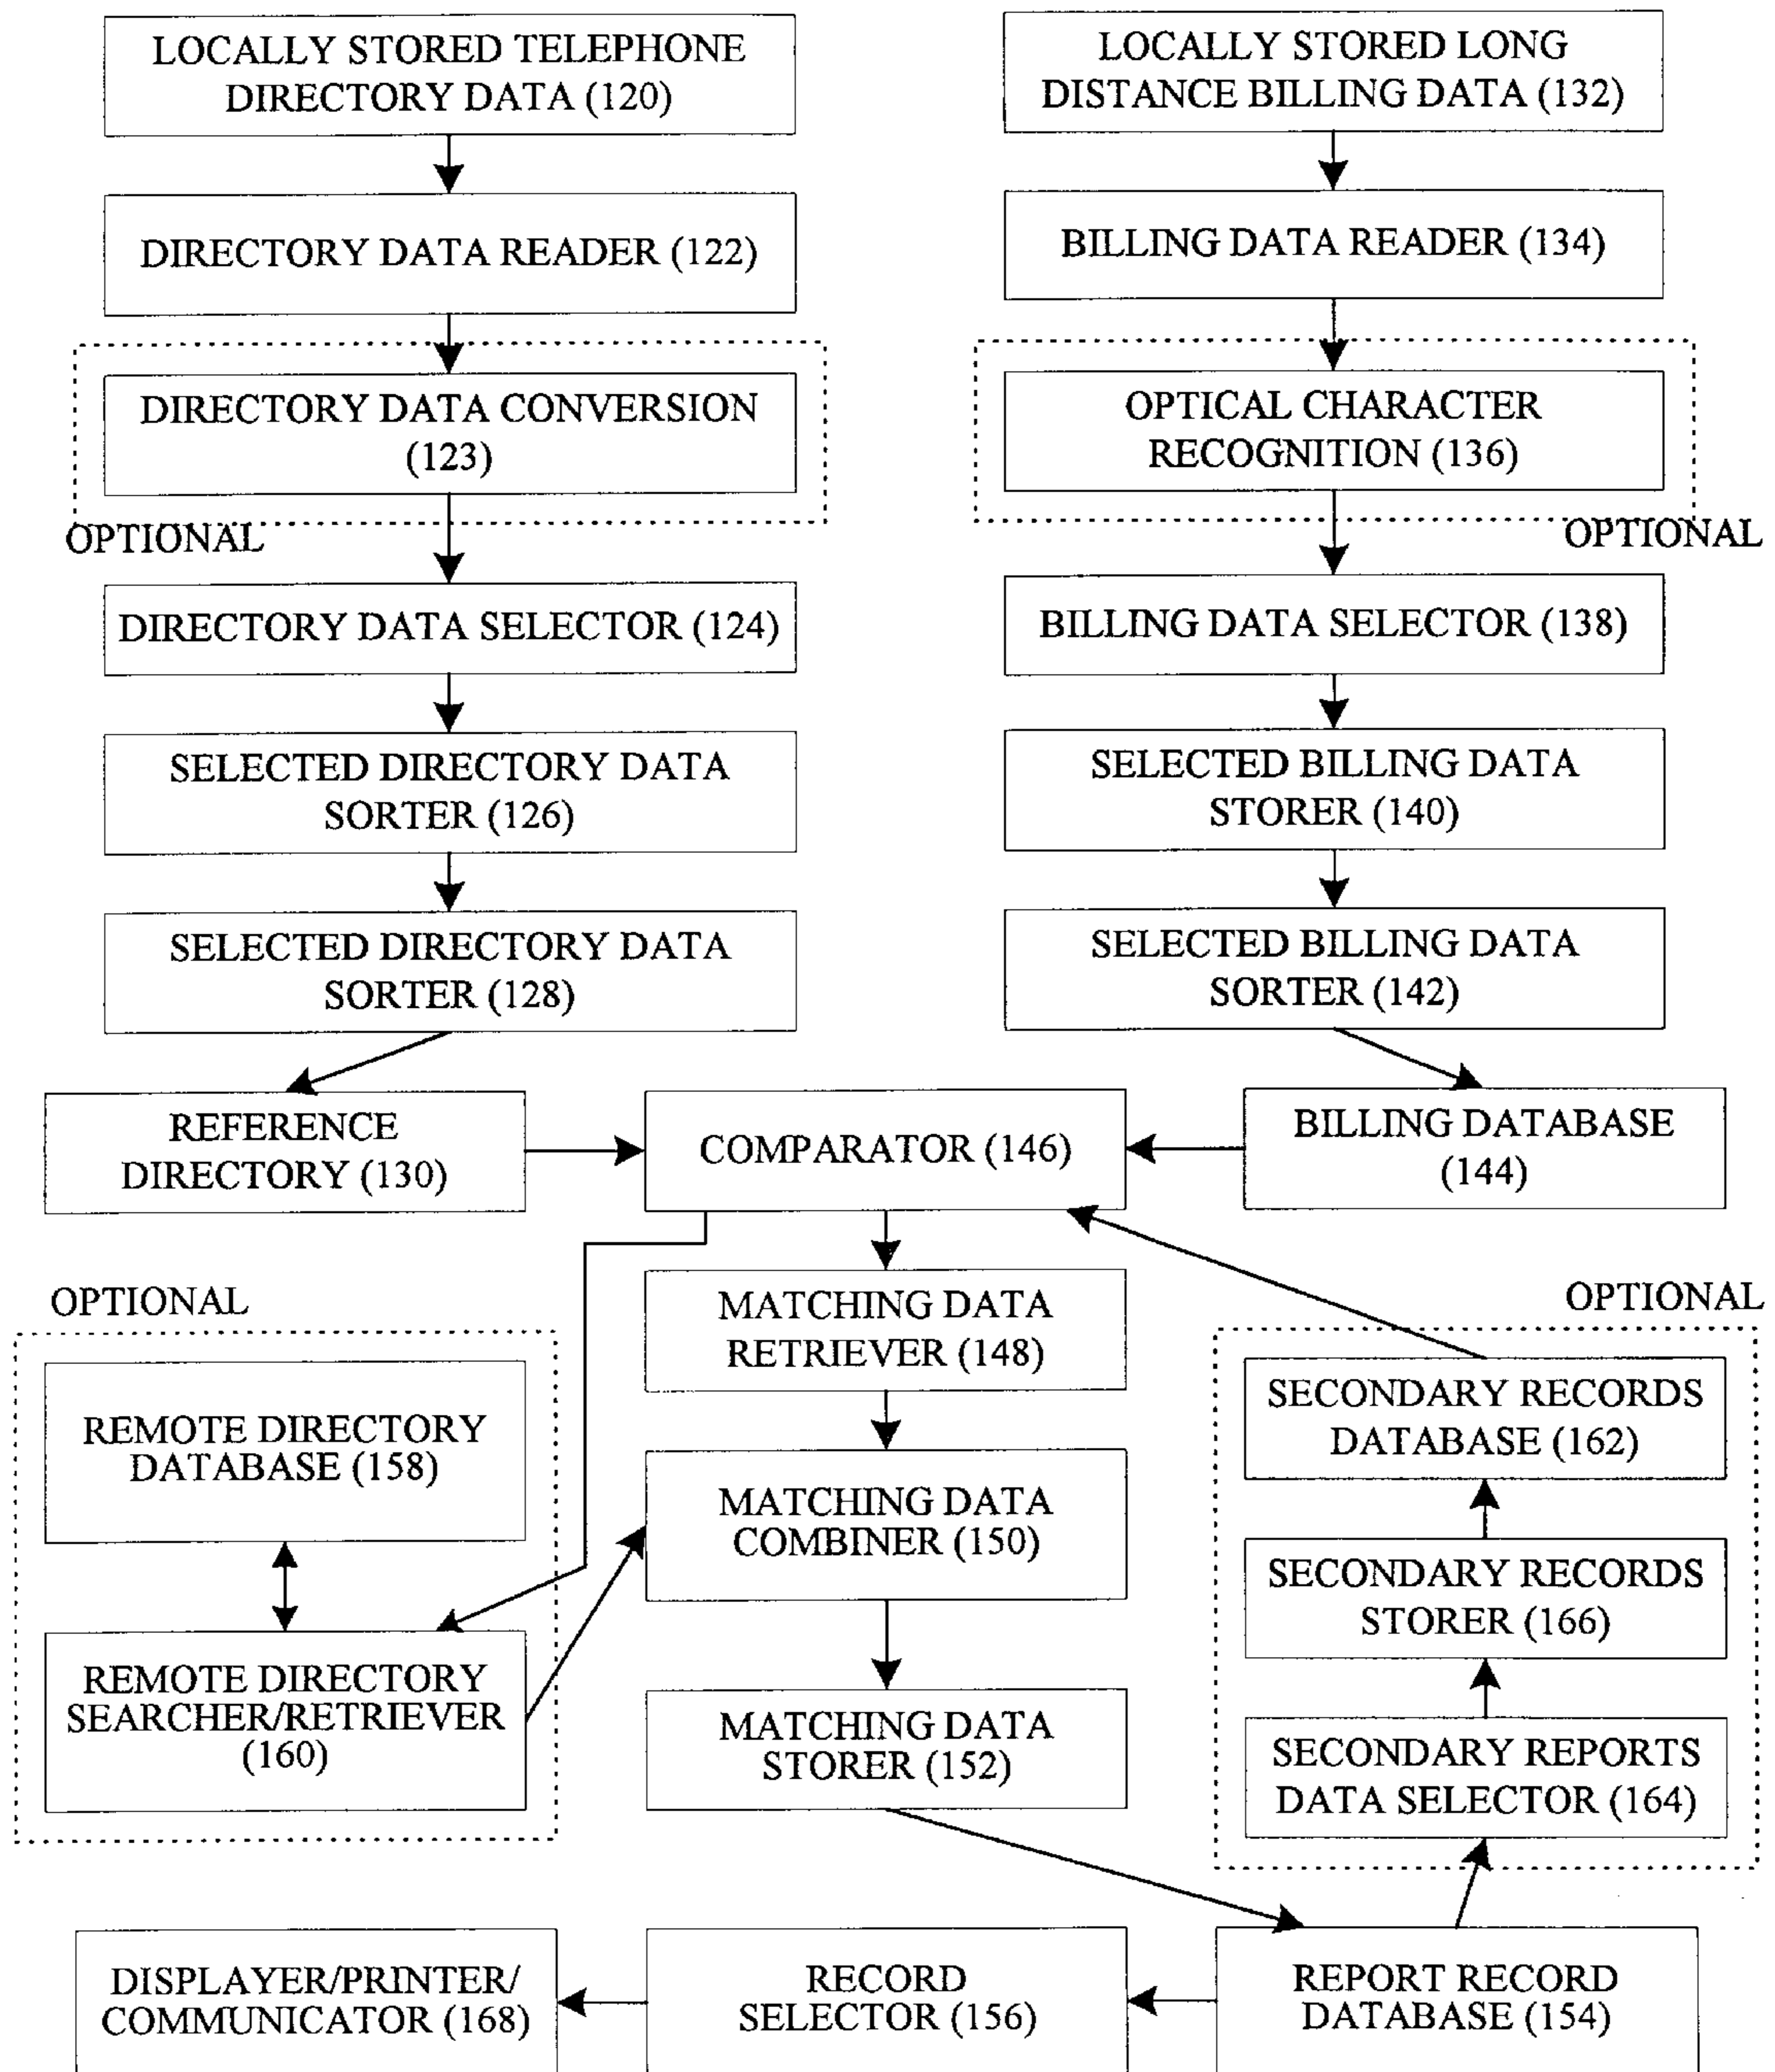 LOCALLY STORED TELEPHONE
DIRECTORY DATA (120)
DIRECTORY DATA READER (122)
DIRECTORY DATA CONVERSION
(123)
OPTIONAL
DIRECTORY DATA SELECTOR (124)
SELECTED DIRECTORY DATA
SORTER (126)
SELECTED DIRECTORY DATA
SORTER (128)
REFERENCE
DIRECTORY (130)
LOCALLY STORED LONG
DISTANCE BILLING DATA (132)
BILLING DATA READER (134)
OPTICAL CHARACTER
RECOGNITION (136)
OPTIONAL
BILLING DATA SELECTOR (138)
SELECTED BILLING DATA
STORER (140)
SELECTED BILLING DATA
SORTER (142)
BILLING DATABASE
(144)
COMPARATOR (146)
MATCHING DATA
RETRIEVER (148)
MATCHING DATA
COMBINER (150)
MATCHING DATA
STORER (152)
OPTIONAL
REMOTE DIRECTORY
DATABASE (158)
REMOTE DIRECTORY
SEARCHER/RETRIEVER
(160)
OPTIONAL
SECONDARY RECORDS
DATABASE (162)
SECONDARY RECORDS
STORER (166)
SECONDARY REPORTS
DATA SELECTOR (164)
DISPLAYER/PRINTER/
COMMUNICATOR (168)
RECORD
SELECTOR (156)
REPORT RECORD
DATABASE (154)